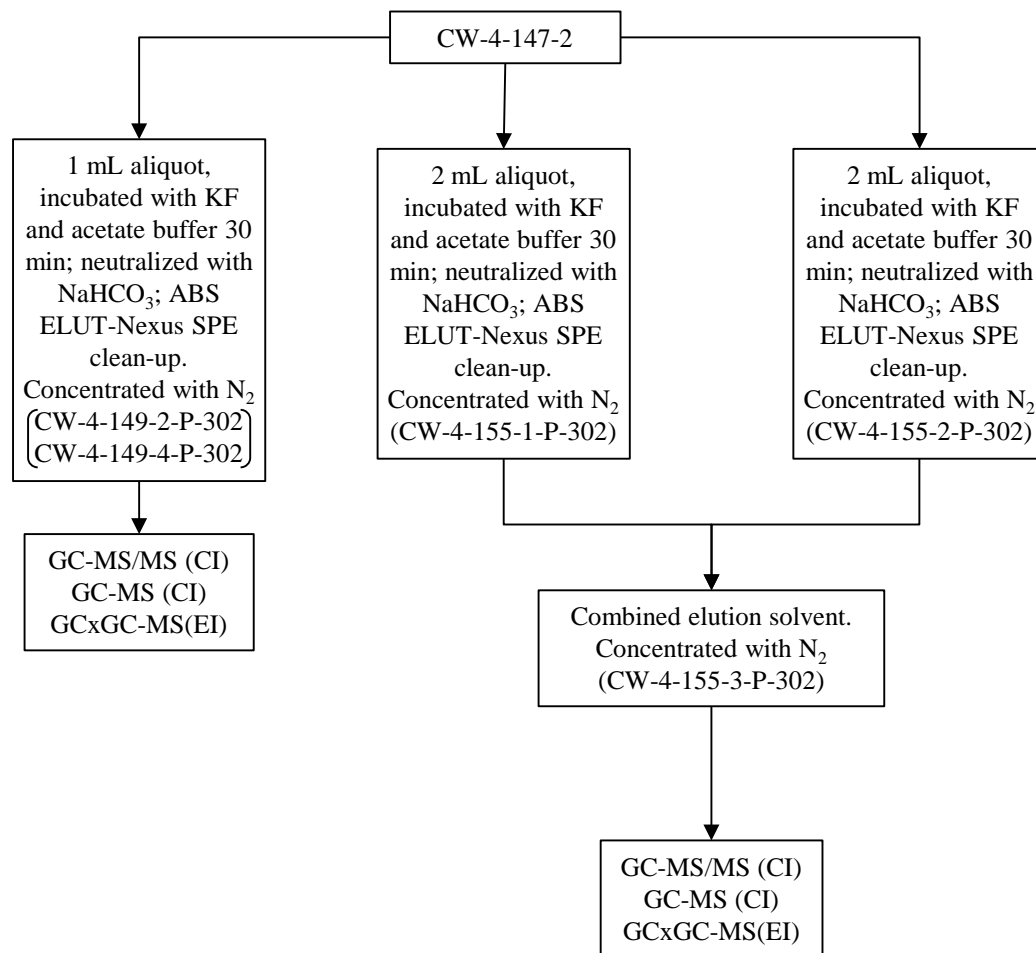 CW-4-147-2
1 mL aliquot,
incubated with KF
and acetate buffer 30
min; neutralized with
NaHCO₃; ABS
ELUT-Nexus SPE
clean-up.
Concentrated with N₂
(CW-4-149-2-P-302)
(CW-4-149-4-P-302)
2 mL aliquot,
incubated with KF
and acetate buffer 30
min; neutralized with
NaHCO₃; ABS
ELUT-Nexus SPE
clean-up.
Concentrated with N₂
(CW-4-155-1-P-302)
2 mL aliquot,
incubated with KF
and acetate buffer 30
min; neutralized with
NaHCO₃; ABS
ELUT-Nexus SPE
clean-up.
Concentrated with N₂
(CW-4-155-2-P-302)
GC-MS/MS (CI)
GC-MS (CI)
GCxGC-MS(EI)
Combined elution solvent.
Concentrated with N₂
(CW-4-155-3-P-302)
GC-MS/MS (CI)
GC-MS (CI)
GCxGC-MS(EI)